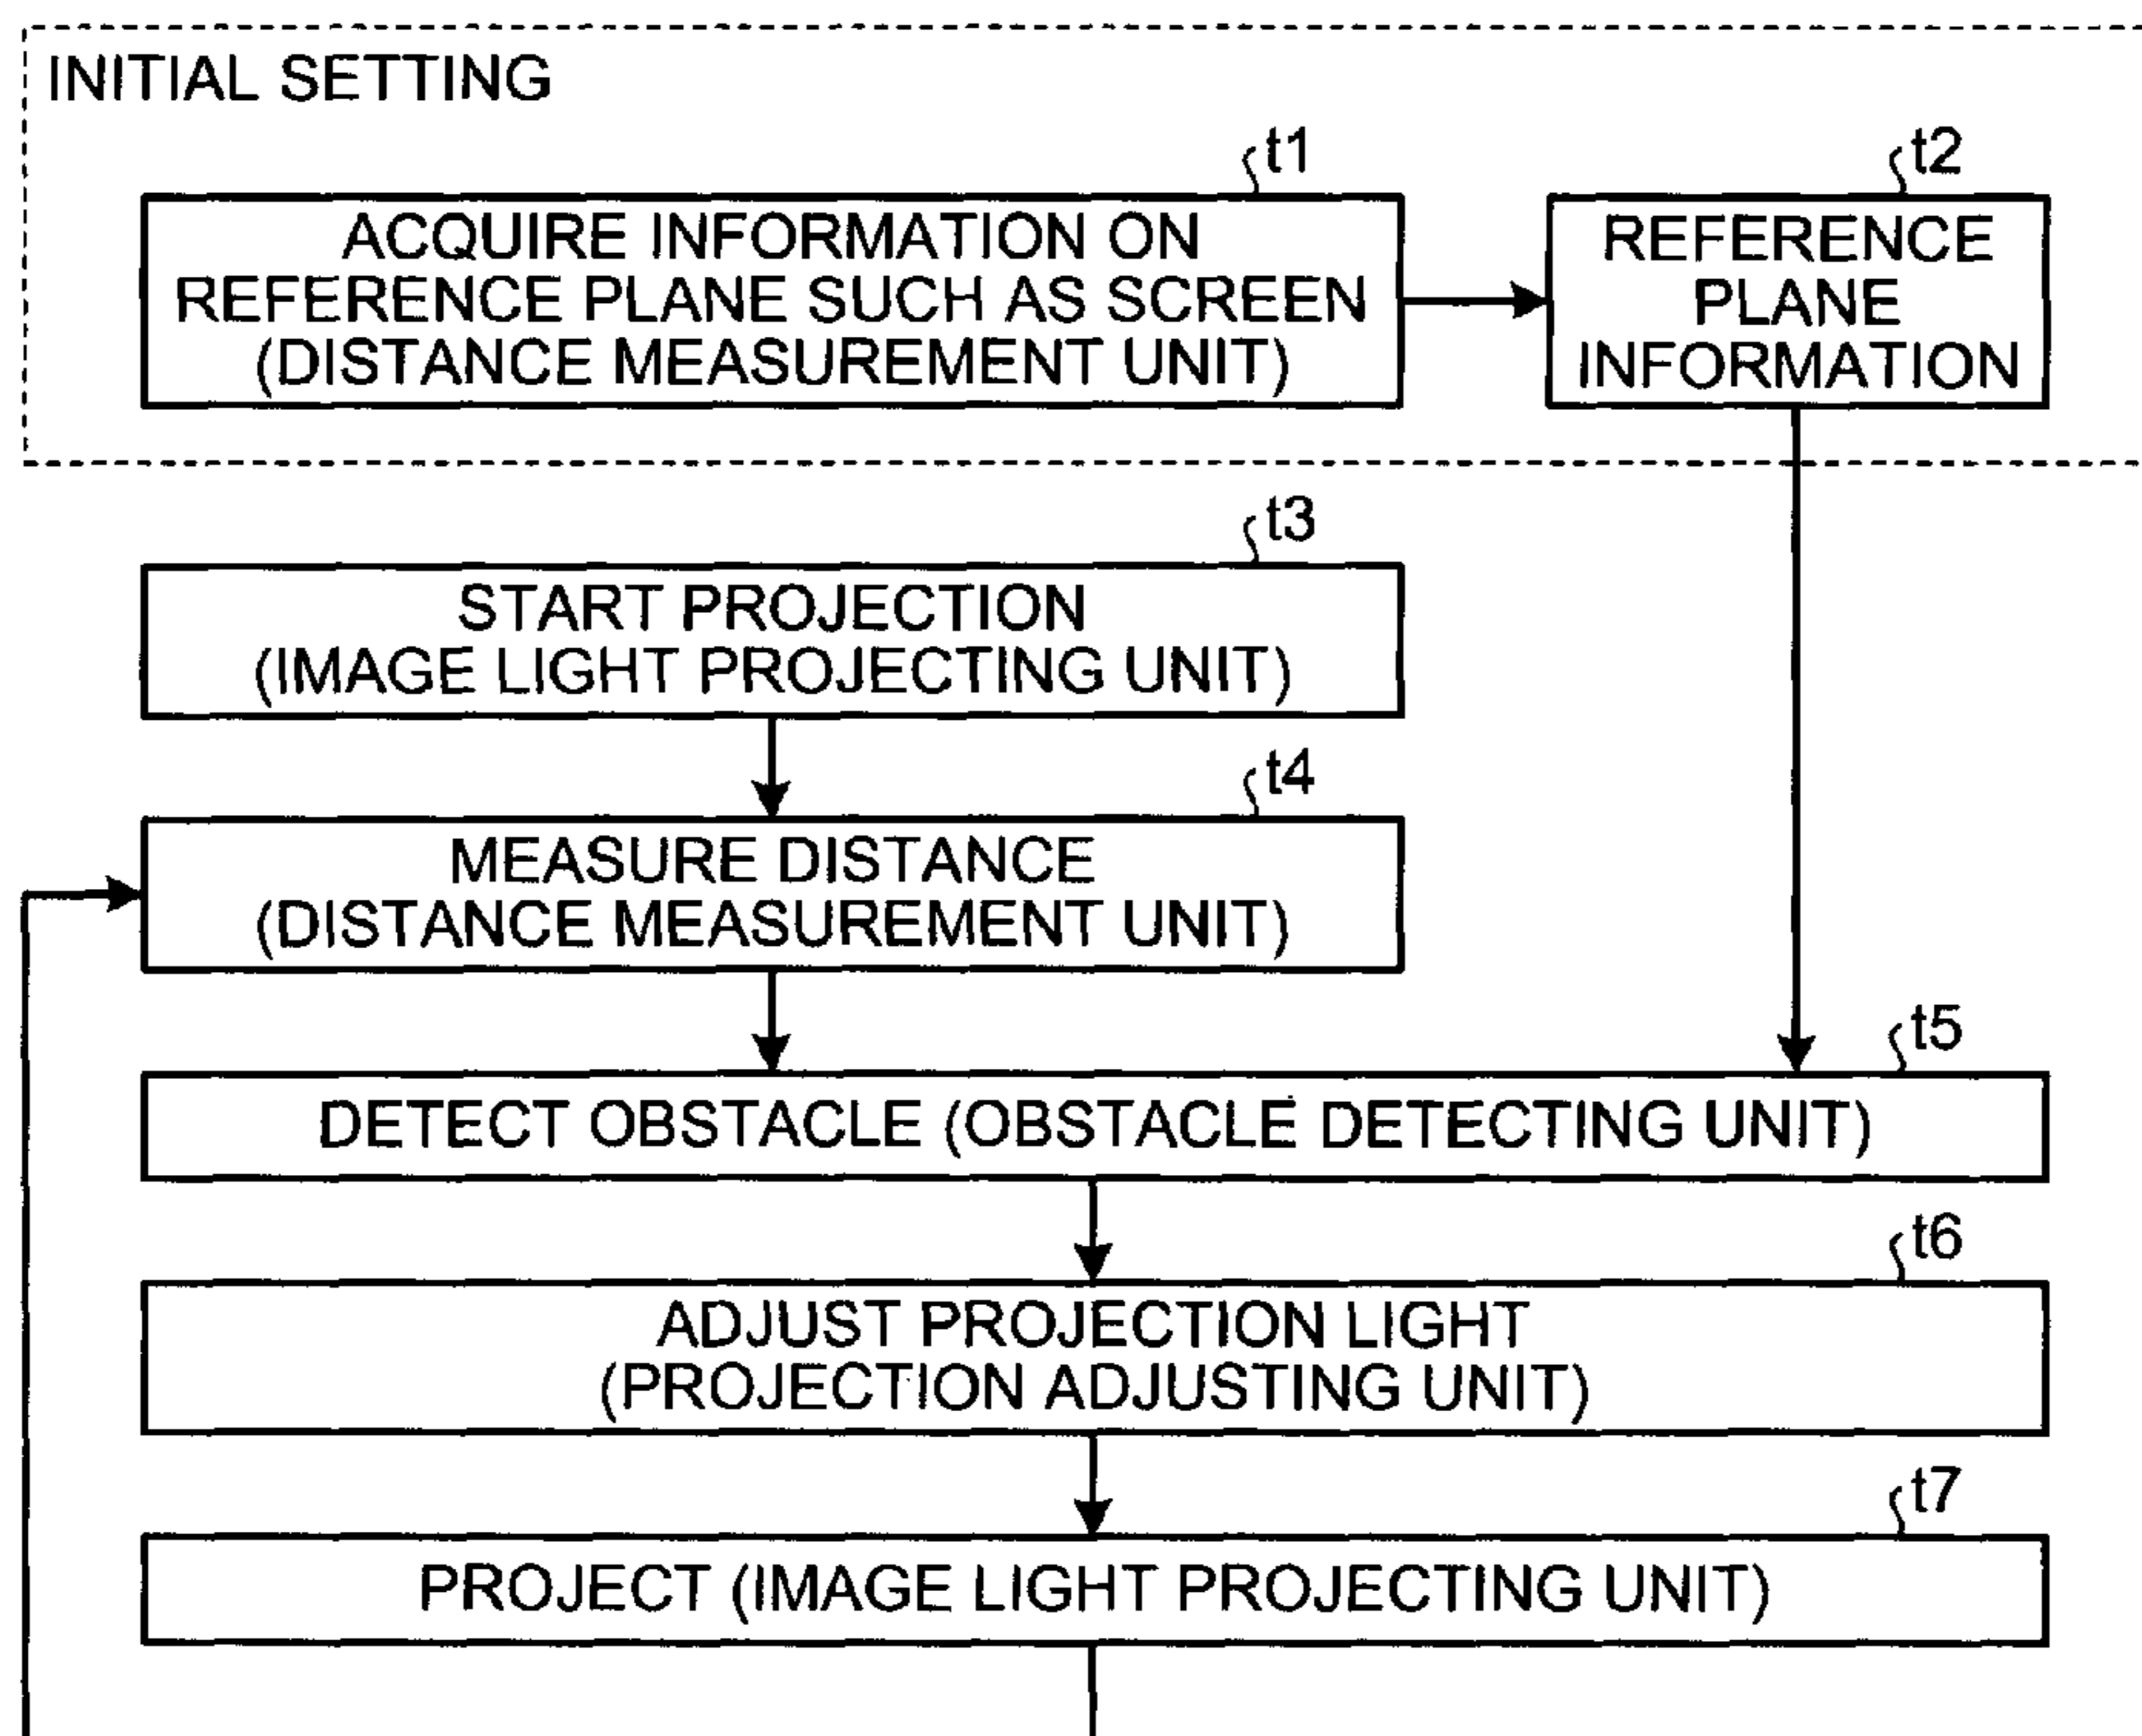 INITIAL SETTING
t1
ACQUIRE INFORMATION ON
REFERENCE PLANE SUCH AS SCREEN
(DISTANCE MEASUREMENT UNIT)
t2
REFERENCE
PLANE
INFORMATION
t3
START PROJECTION
(IMAGE LIGHT PROJECTING UNIT)
t4
MEASURE DISTANCE
(DISTANCE MEASUREMENT UNIT)
t5
DETECT OBSTACLE (OBSTACLE DETECTING UNIT)
t6
ADJUST PROJECTION LIGHT
(PROJECTION ADJUSTING UNIT)
t7
PROJECT (IMAGE LIGHT PROJECTING UNIT)